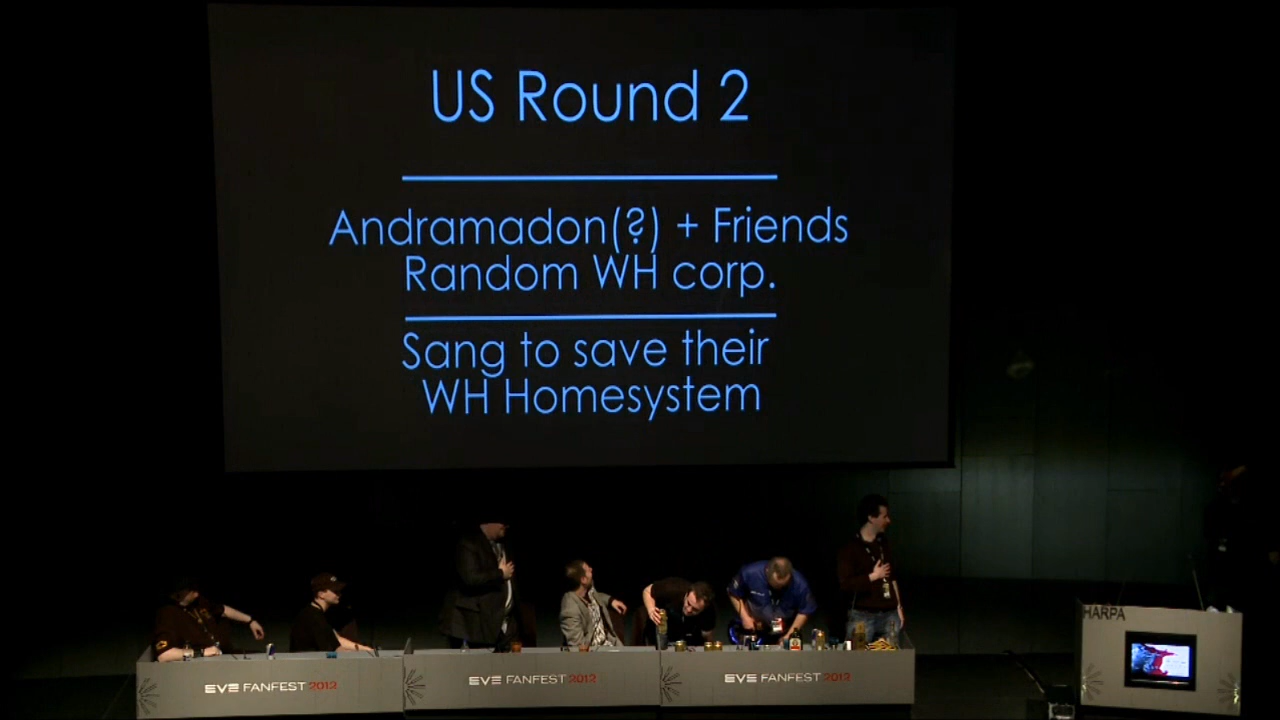 US Round 2
Andramadon(?) + Friends
Random WH corp.
Sang to save their
WH Homesystem
HARPA
EVE FANFEST 2012
EVE FANFEST 2012
EVE FANFEST 2012